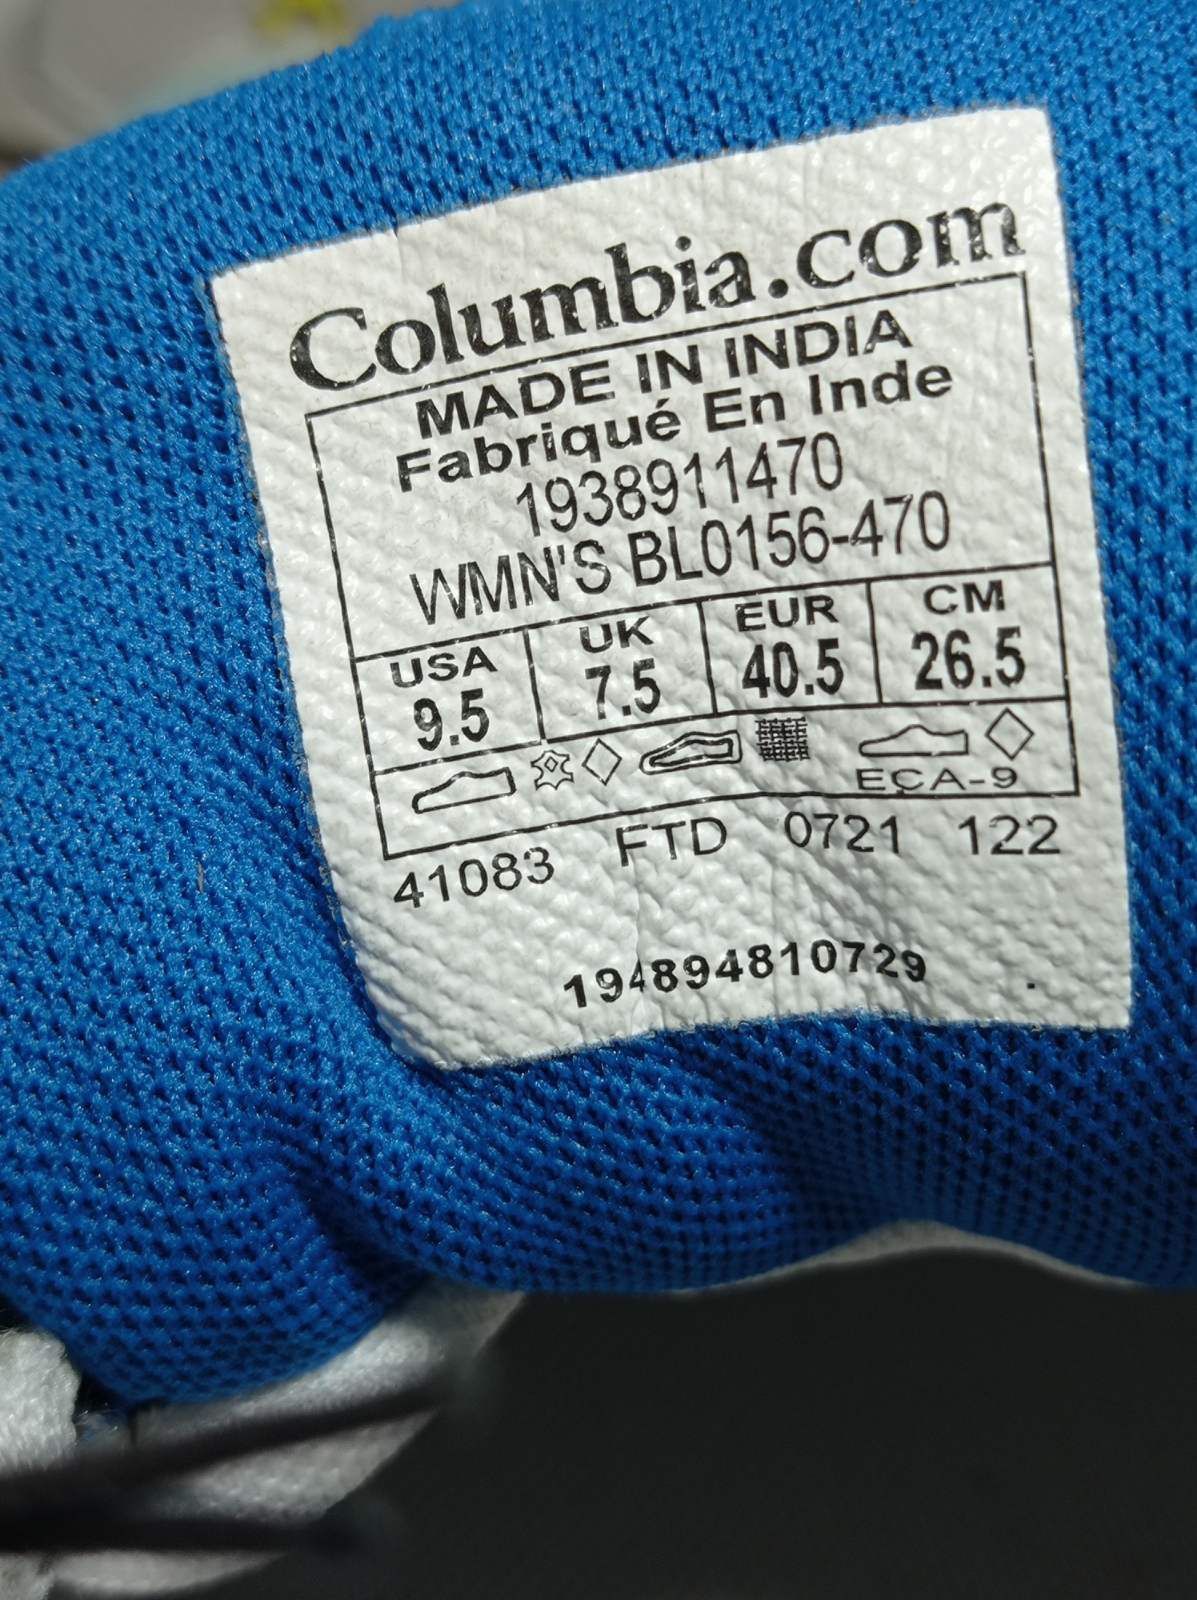 Columbia.com
MADE IN INDIA
Fabriqué En Inde
1938911470
WMN'S BL0156-470
USA UK EUR CM
9.5 7.5 40.5 26.5
EÇA-9
41083 FTD 0721 122
194894810729